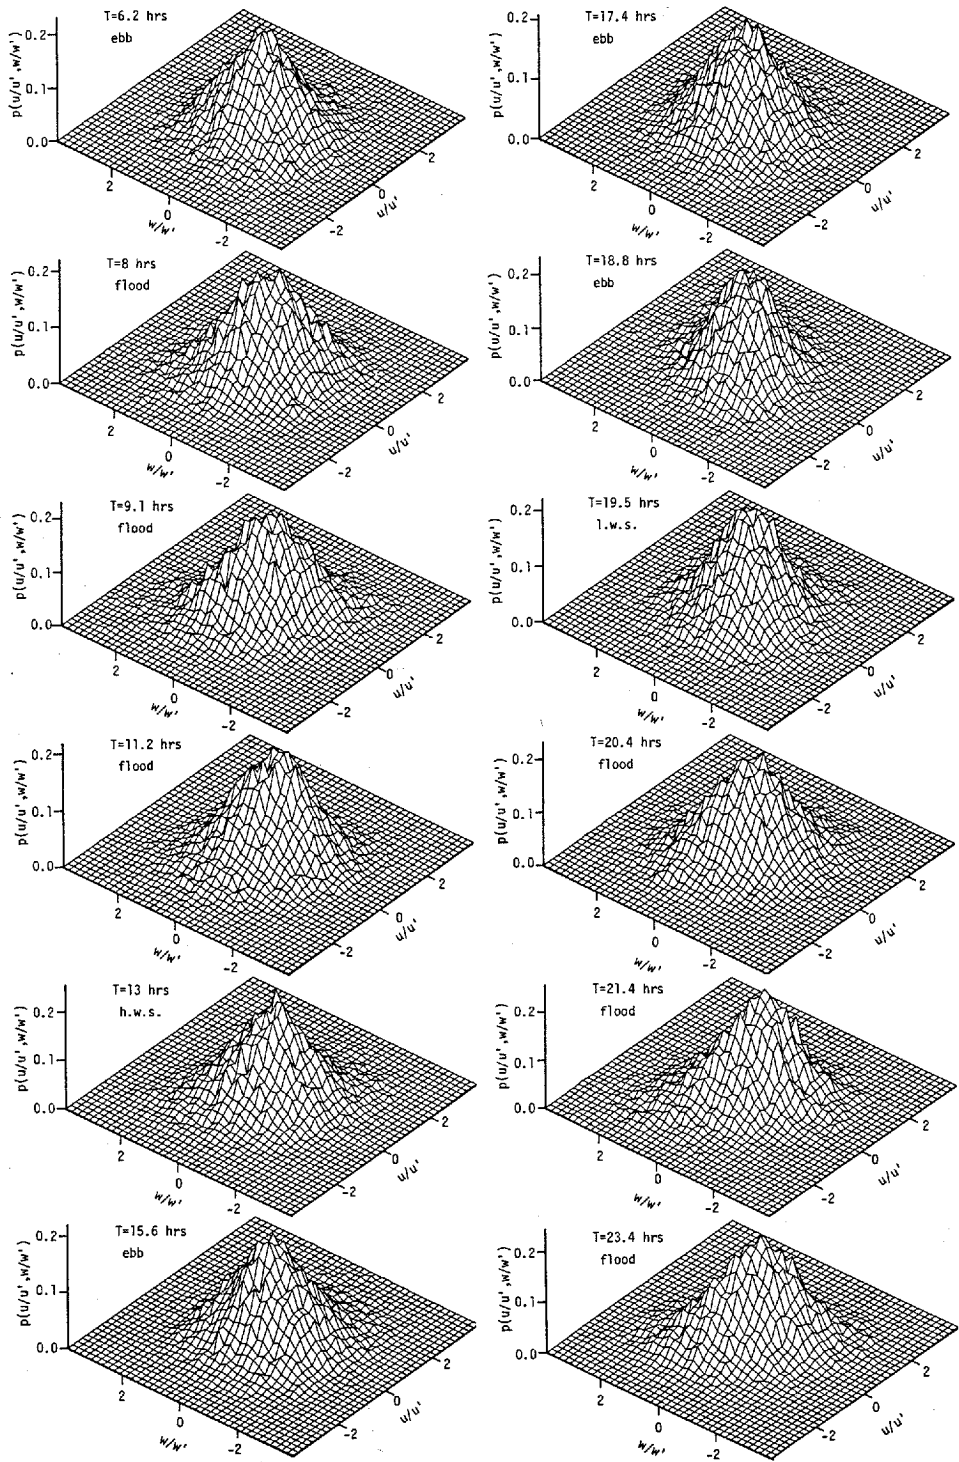 T=6.2 hrs
ebb
p(u/u',w/w')
0.2
0.1
0.0
2
0
-2
w/w'
-2
0
2
u/u'
T=17.4 hrs
ebb
p(u/u',w/w')
0.2
0.1
0.0
2
0
-2
w/w'
-2
0
2
u/u'
T=8 hrs
flood
p(u/u',w/w')
0.2
0.1
0.0
2
0
-2
w/w'
-2
0
2
u/u'
T=18.8 hrs
ebb
p(u/u',w/w')
0.2
0.1
0.0
2
0
-2
w/w'
-2
0
2
u/u'
T=9.1 hrs
flood
p(u/u',w/w')
0.2
0.1
0.0
2
0
-2
w/w'
-2
0
2
u/u'
T=19.5 hrs
l.w.s.
p(u/u',w/w')
0.2
0.1
0.0
2
0
-2
w/w'
-2
0
2
u/u'
T=11.2 hrs
flood
p(u/u',w/w')
0.2
0.1
0.0
2
0
-2
w/w'
-2
0
2
u/u'
T=20.4 hrs
flood
p(u/u',w/w')
0.2
0.1
0.0
2
0
-2
w/w'
-2
0
2
u/u'
T=13 hrs
h.w.s.
p(u/u',w/w')
0.2
0.1
0.0
2
0
-2
w/w'
-2
0
2
u/u'
T=21.4 hrs
flood
p(u/u',w/w')
0.2
0.1
0.0
2
0
-2
w/w'
-2
0
2
u/u'
T=15.6 hrs
ebb
p(u/u',w/w')
0.2
0.1
0.0
2
0
-2
w/w'
-2
0
2
u/u'
T=23.4 hrs
flood
p(u/u',w/w')
0.2
0.1
0.0
2
0
-2
w/w'
-2
0
2
u/u'